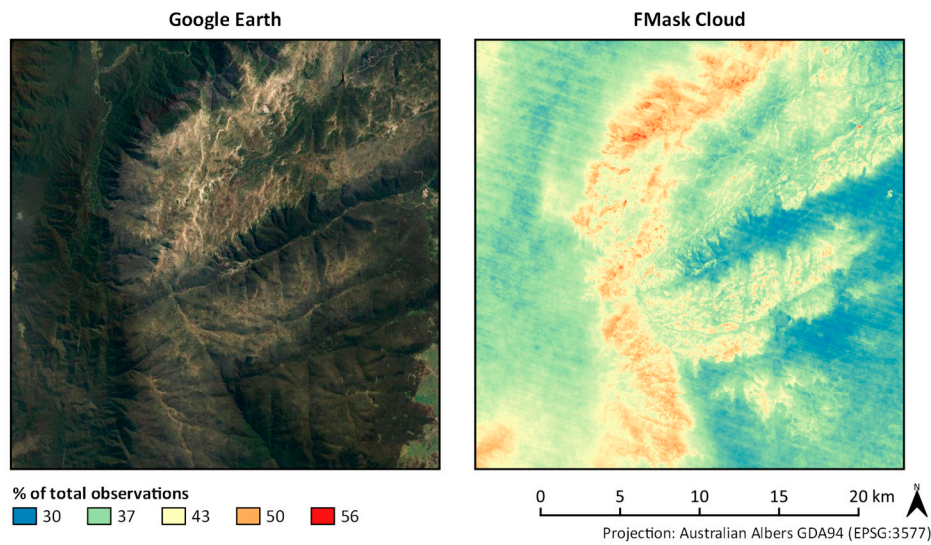 Google Earth
FMask Cloud
% of total observations
30 37 43 50 56
0 5 10 15 20 km
N
Projection: Australian Albers GDA94 (EPSG:3577)